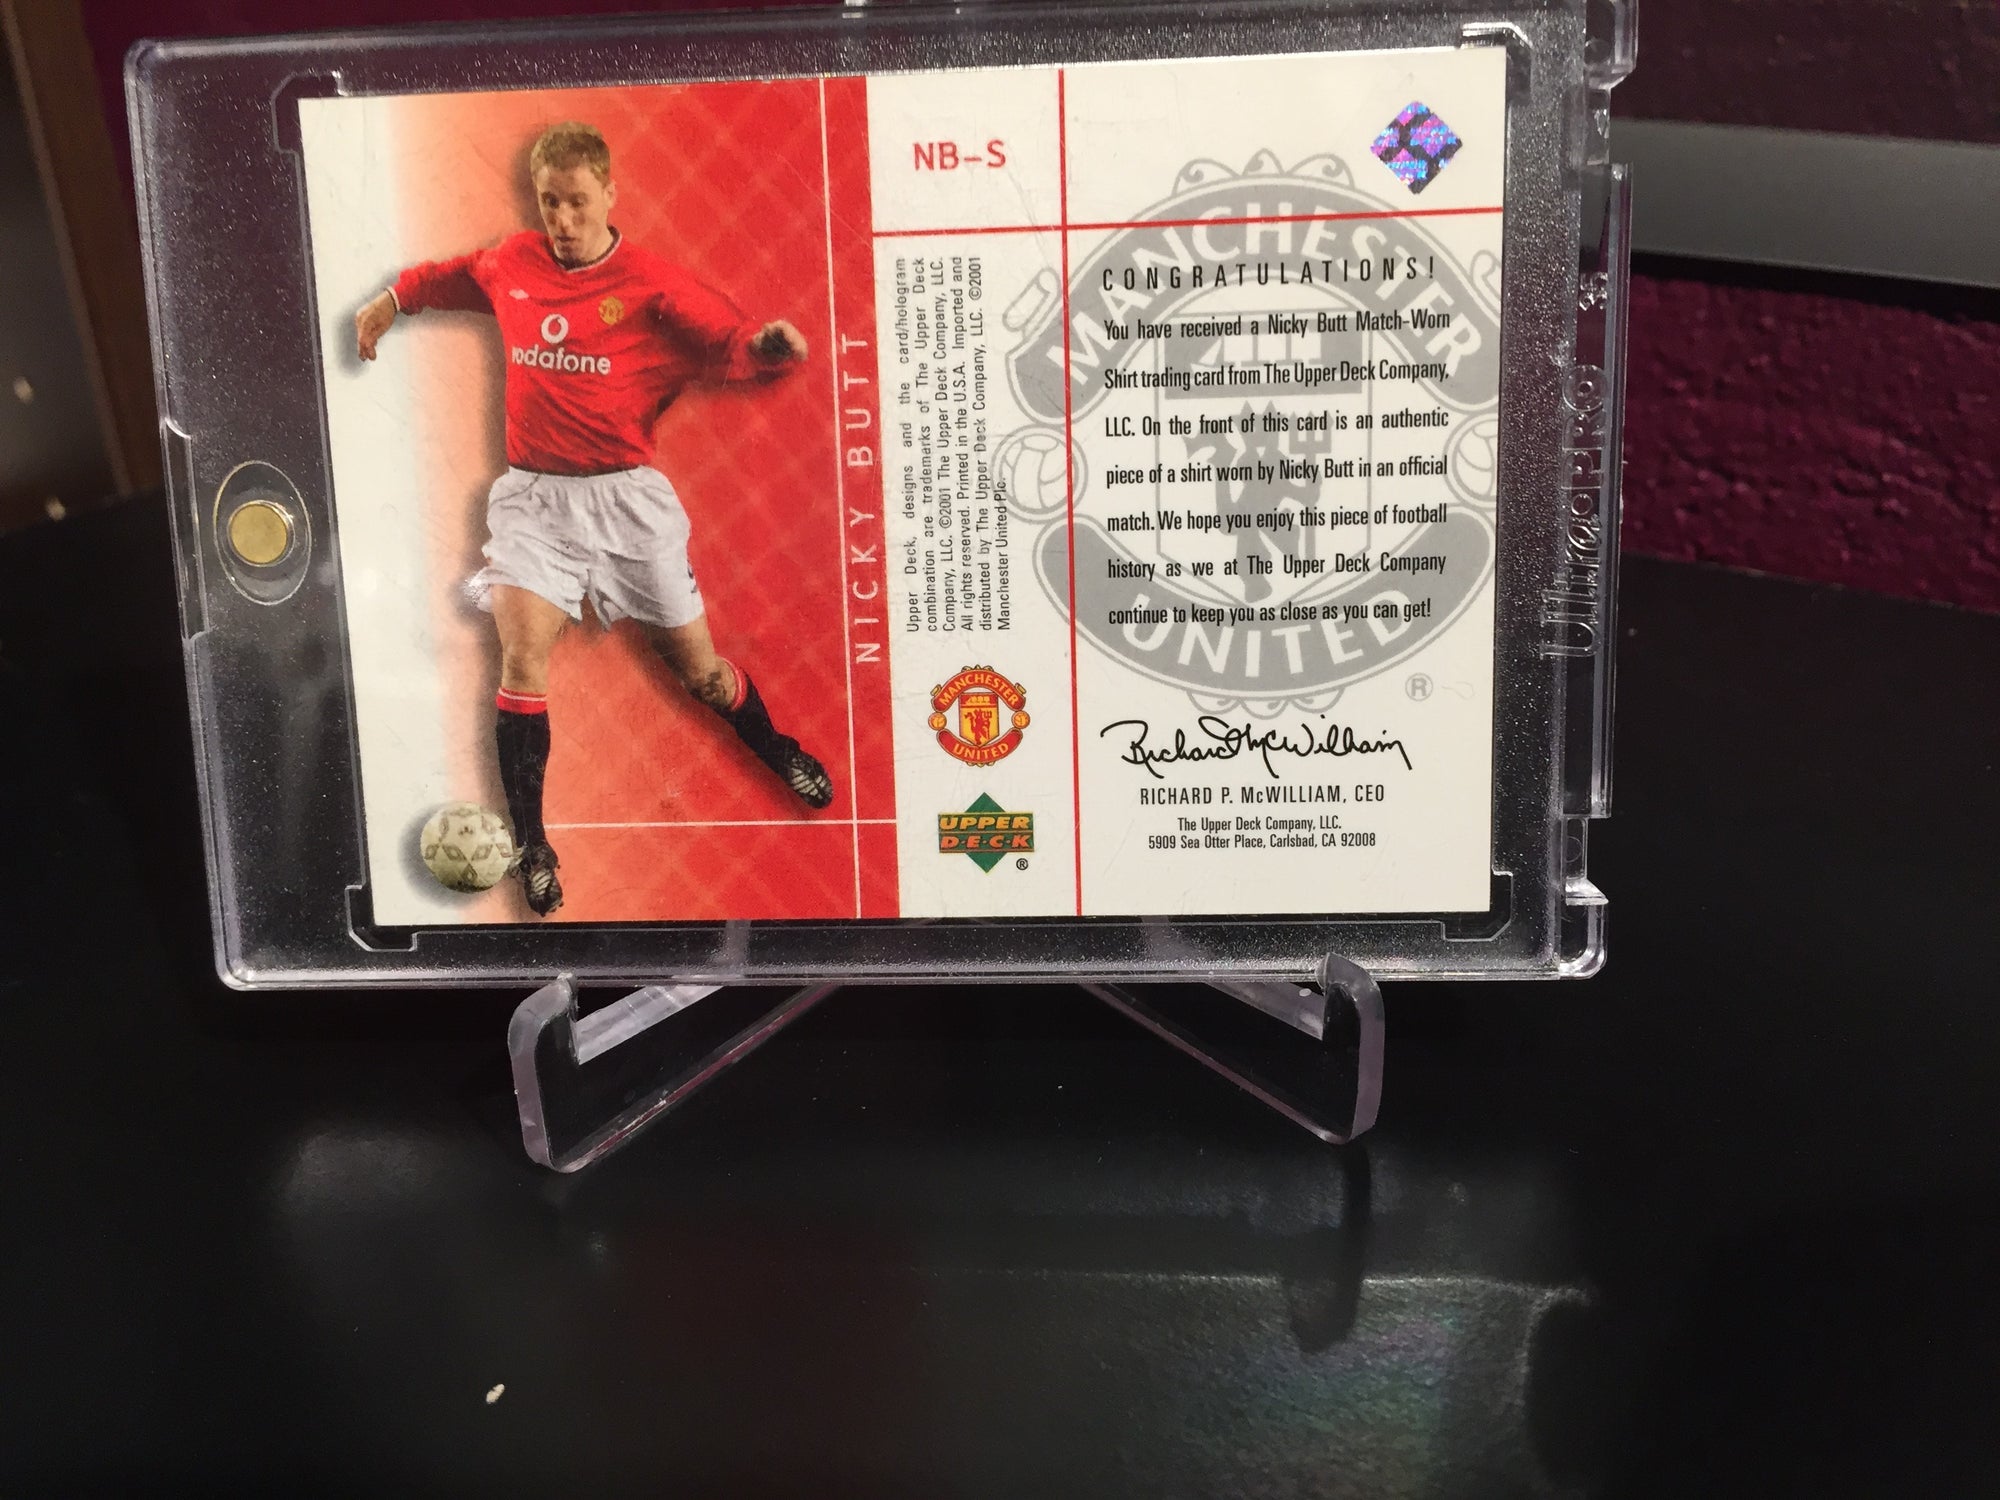 NB-S
vodafone
NICKY BUTT
Upper Deck, designs and the card/hologram
combination are trademarks of The Upper Deck
Company, LLC. ©2001 The Upper Deck Company, LLC.
All rights reserved. Printed in the U.S.A. Imported and
distributed by The Upper Deck Company, LLC. ©2001
Manchester United Plc.
MANCHESTER
UNITED
UPPER
D·E·C·K
®
MANCHESTER
UNITED
®
CONGRATULATIONS!
You have received a Nicky Butt Match-Worn
Shirt trading card from The Upper Deck Company,
LLC. On the front of this card is an authentic
piece of a shirt worn by Nicky Butt in an official
match. We hope you enjoy this piece of football
history as we at The Upper Deck Company
continue to keep you as close as you can get!
Richard McWilliam
RICHARD P. McWILLIAM, CEO
The Upper Deck Company, LLC.
5909 Sea Otter Place, Carlsbad, CA 92008
Ultra PRO